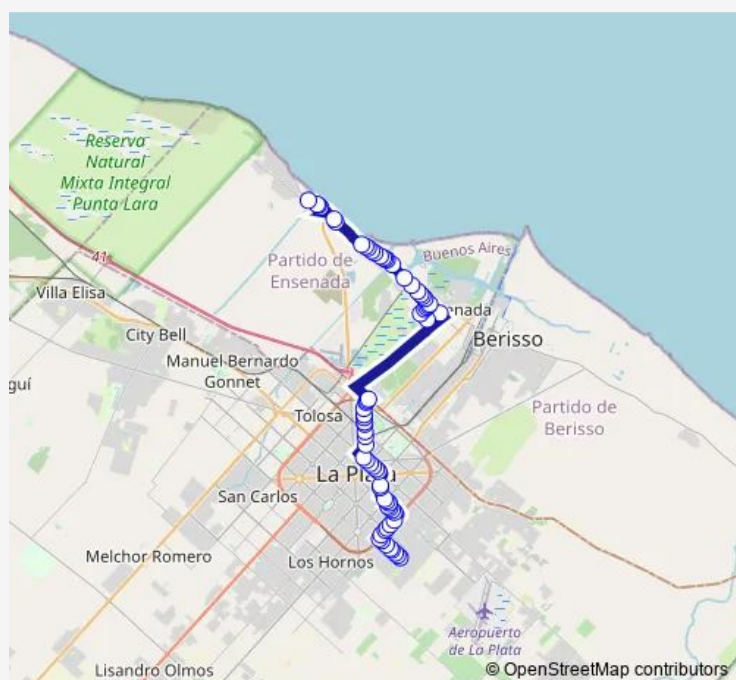 Reserva
Natural
Mixta Integral
Punta Lara
41
Partido de
Ensenada
Buenos Aires
Villa Elisa
City Bell
enada
Berisso
Manuel Bernardo
Gonnet
guí
Tolosa
Partido de
Berisso
La Plata
San Carlos
Melchor Romero
Los Hornos
Aeropuerto
de La Plata
Lisandro Olmos
© OpenStreetMap contributors